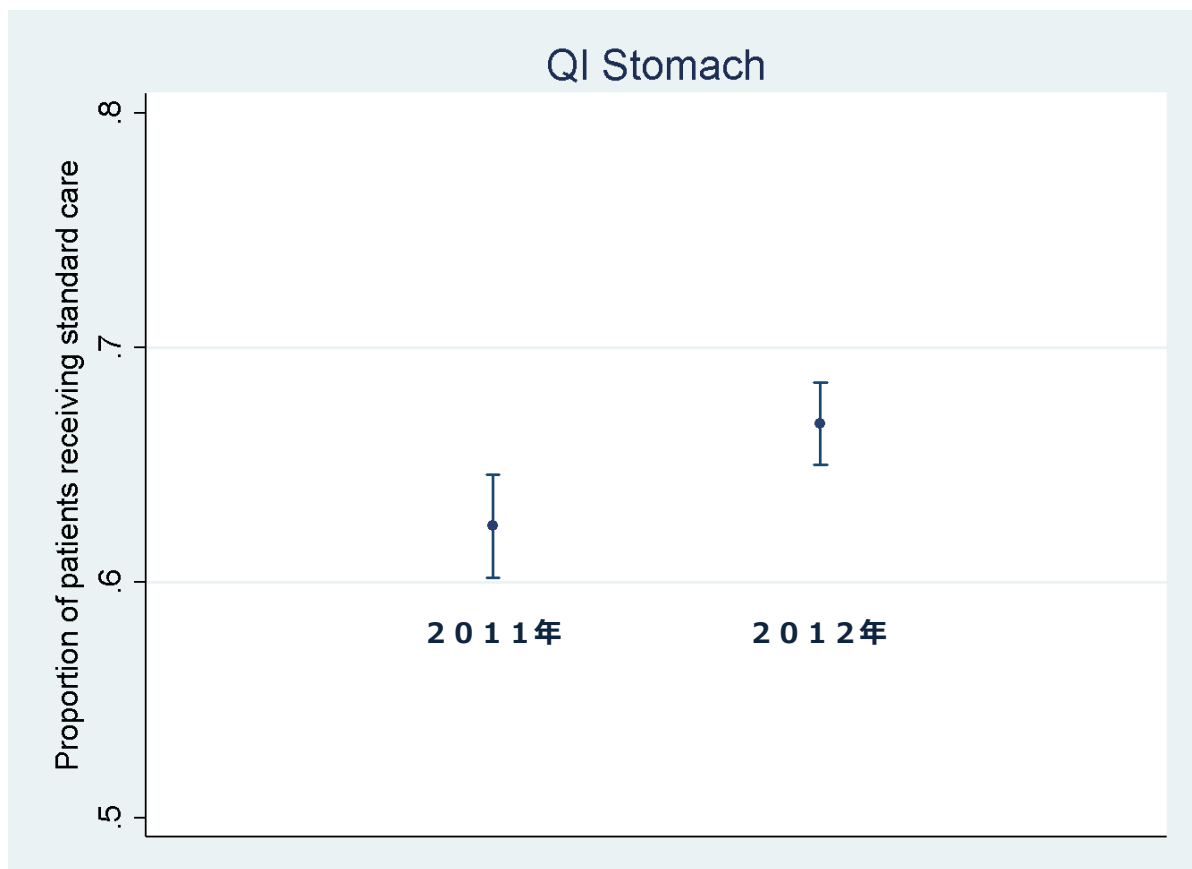 QI Stomach
Proportion of patients receiving standard care
.8
.7
.6
.5
２０１１年
２０１２年